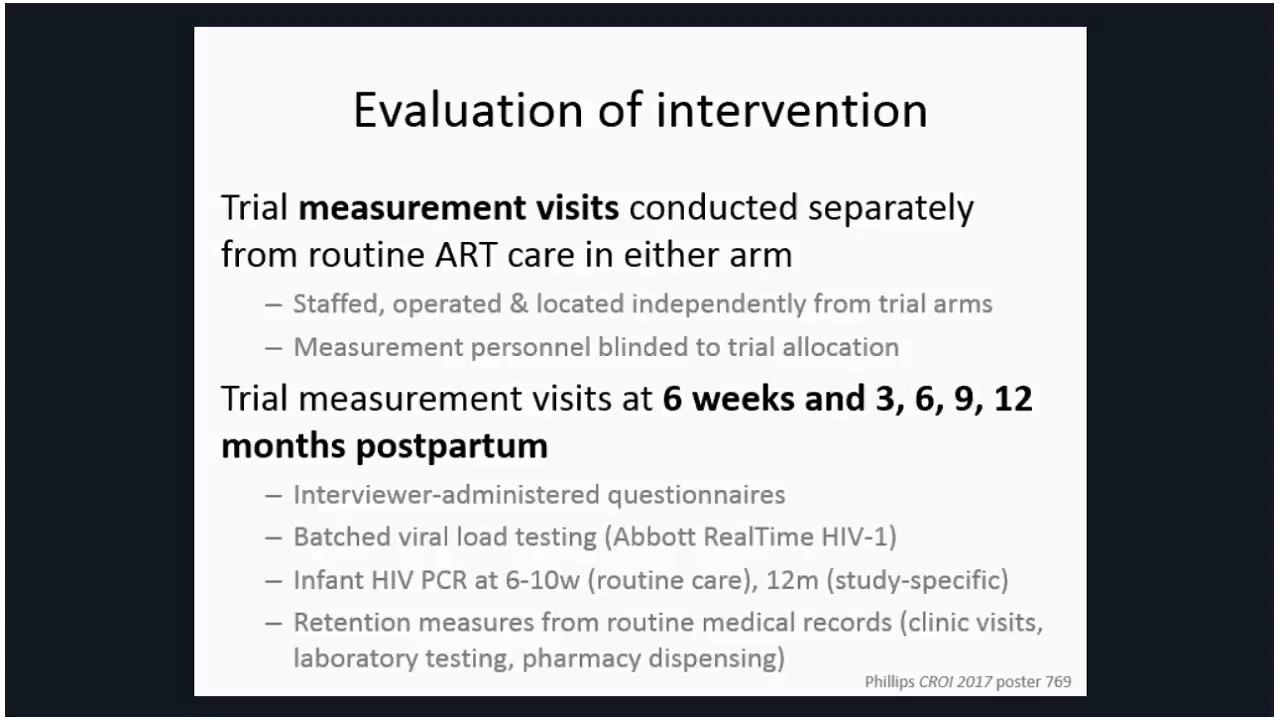 Evaluation of intervention
Trial measurement visits conducted separately
from routine ART care in either arm
– Staffed, operated & located independently from trial arms
– Measurement personnel blinded to trial allocation
Trial measurement visits at 6 weeks and 3, 6, 9, 12
months postpartum
– Interviewer-administered questionnaires
– Batched viral load testing (Abbott RealTime HIV-1)
– Infant HIV PCR at 6-10w (routine care), 12m (study-specific)
– Retention measures from routine medical records (clinic visits,
laboratory testing, pharmacy dispensing)
Phillips CROI 2017 poster 769